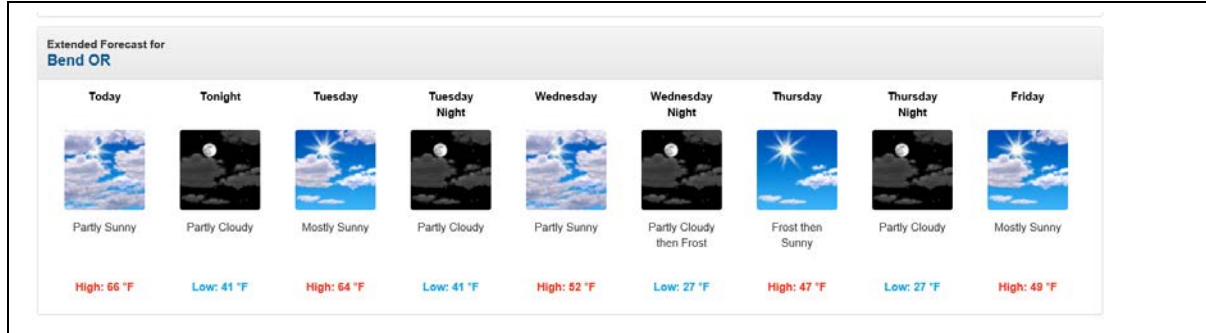 Extended Forecast for
Bend OR
Today
Tonight
Tuesday
Tuesday
Night
Wednesday
Wednesday
Night
Thursday
Thursday
Night
Friday
Partly Sunny
Partly Cloudy
Mostly Sunny
Partly Cloudy
Partly Sunny
Partly Cloudy
then Frost
Frost then
Sunny
Partly Cloudy
Mostly Sunny
High: 66 °F
Low: 41 °F
High: 64 °F
Low: 41 °F
High: 52 °F
Low: 27 °F
High: 47 °F
Low: 27 °F
High: 49 °F